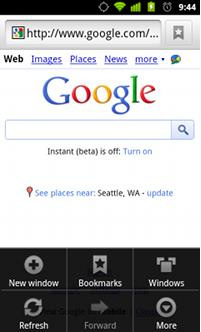 9:44
http://www.google.com/...
Web Images Places News more
Google
Instant (beta) is off: Turn on
See places near: Seattle, WA - update
New window Bookmarks Windows
Refresh Forward More